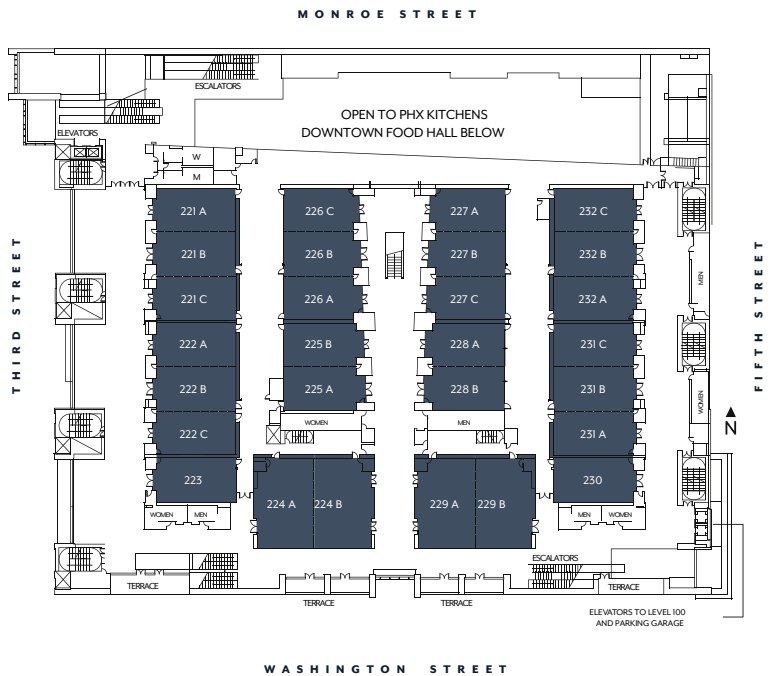 MONROE STREET
ESCALATORS
OPEN TO PHX KITCHENS
DOWNTOWN FOOD HALL BELOW
ELEVATORS
W
M
221 A
226 C
227 A
232 C
221 B
226 B
227 B
232 B
221 C
226 A
227 C
232 A
MEN
THIRD STREET
FIFTH STREET
222 A
225 B
228 A
231 C
222 B
225 A
228 B
231 B
WOMEN
N
222 C
WOMEN
MEN
231 A
223
224 A
224 B
229 A
229 B
230
WOMEN
MEN
MEN
WOMEN
ESCALATORS
TERRACE
TERRACE
TERRACE
TERRACE
ELEVATORS TO LEVEL 100
AND PARKING GARAGE
WASHINGTON STREET